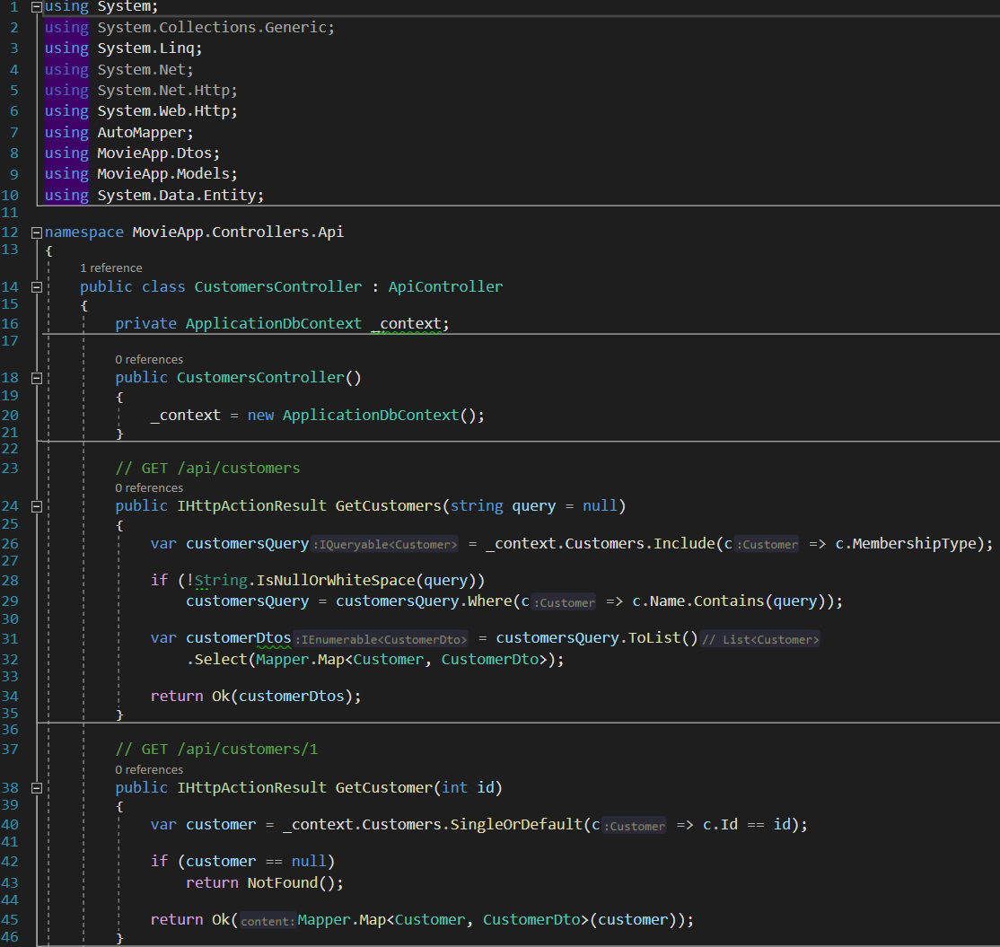 1 using System;
2 using System.Collections.Generic;
3 using System.Linq;
4 using System.Net;
5 using System.Net.Http;
6 using System.Web.Http;
7 using AutoMapper;
8 using MovieApp.Dtos;
9 using MovieApp.Models;
10 using System.Data.Entity;
11
12 namespace MovieApp.Controllers.Api
13 {
1 reference
14 public class CustomersController : ApiController
15 {
16 private ApplicationDbContext _context;
17
0 references
18 public CustomersController()
19 {
20 _context = new ApplicationDbContext();
21 }
22
23 // GET /api/customers
0 references
24 public IHttpActionResult GetCustomers(string query = null)
25 {
26 var customersQuery :IQueryable<Customer> = _context.Customers.Include(c :Customer => c.MembershipType);
27
28 if (!String.IsNullOrWhiteSpace(query))
29 customersQuery = customersQuery.Where(c :Customer => c.Name.Contains(query));
30
31 var customerDtos :IEnumerable<CustomerDto> = customersQuery.ToList() // List<Customer>
32 .Select(Mapper.Map<Customer, CustomerDto>);
33
34 return Ok(customerDtos);
35 }
36
37 // GET /api/customers/1
0 references
38 public IHttpActionResult GetCustomer(int id)
39 {
40 var customer = _context.Customers.SingleOrDefault(c :Customer => c.Id == id);
41
42 if (customer == null)
43 return NotFound();
44
45 return Ok( content: Mapper.Map<Customer, CustomerDto>(customer));
46 }